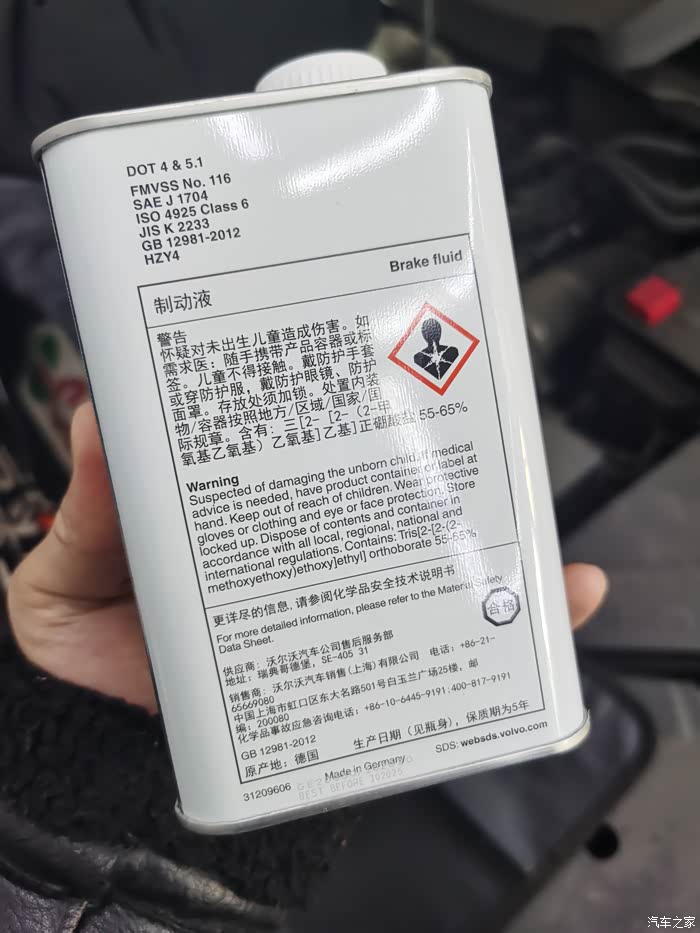 DOT 4 & 5.1
FMVSS No. 116
SAE J 1704
ISO 4925 Class 6
JIS K 2233
GB 12981-2012
HZY4
Brake fluid
制动液
警告
怀疑对未出生儿童造成伤害。如
需求医：随手携带产品容器或标
签。儿童不得接触。戴防护手套
或穿防护服，戴防护眼镜、防护
面罩。存放处须加锁。处置内装
物/容器按照地方/区域/国家/国
际规章。含有：三[2-［2-（2-甲
氧基乙氧基）乙氧基]乙基]正硼酸盐 55-65%
Warning
Suspected of damaging the unborn child. If medical
advice is needed, have product container or label at
hand. Keep out of reach of children. Wear protective
gloves or clothing and eye or face protection. Store
locked up. Dispose of contents and container in
accordance with all local, regional, national and
international regulations. Contains: Tris[2-[2-(2-
methoxyethoxy)ethoxy]ethyl] orthoborate 55-65%
更详尽的信息，请参阅化学品安全技术说明书
For more detailed information, please refer to the Material Safety
Data Sheet.
合格
供应商：沃尔沃汽车公司售后服务部
地址：瑞典哥德堡，SE-405 31
销售商：沃尔沃汽车销售(上海)有限公司 电话：+86-21-
65669080
中国上海市虹口区东大名路501号白玉兰广场25楼，邮
编：200080
化学品事故应急咨询电话：+86-10-6445-9191;400-817-9191
GB 12981-2012
生产日期（见瓶身），保质期为5年
原产地：德国
Made in Germany
SDS: websds.volvo.com
31209606
BEST BEFORE 102025
汽车之家